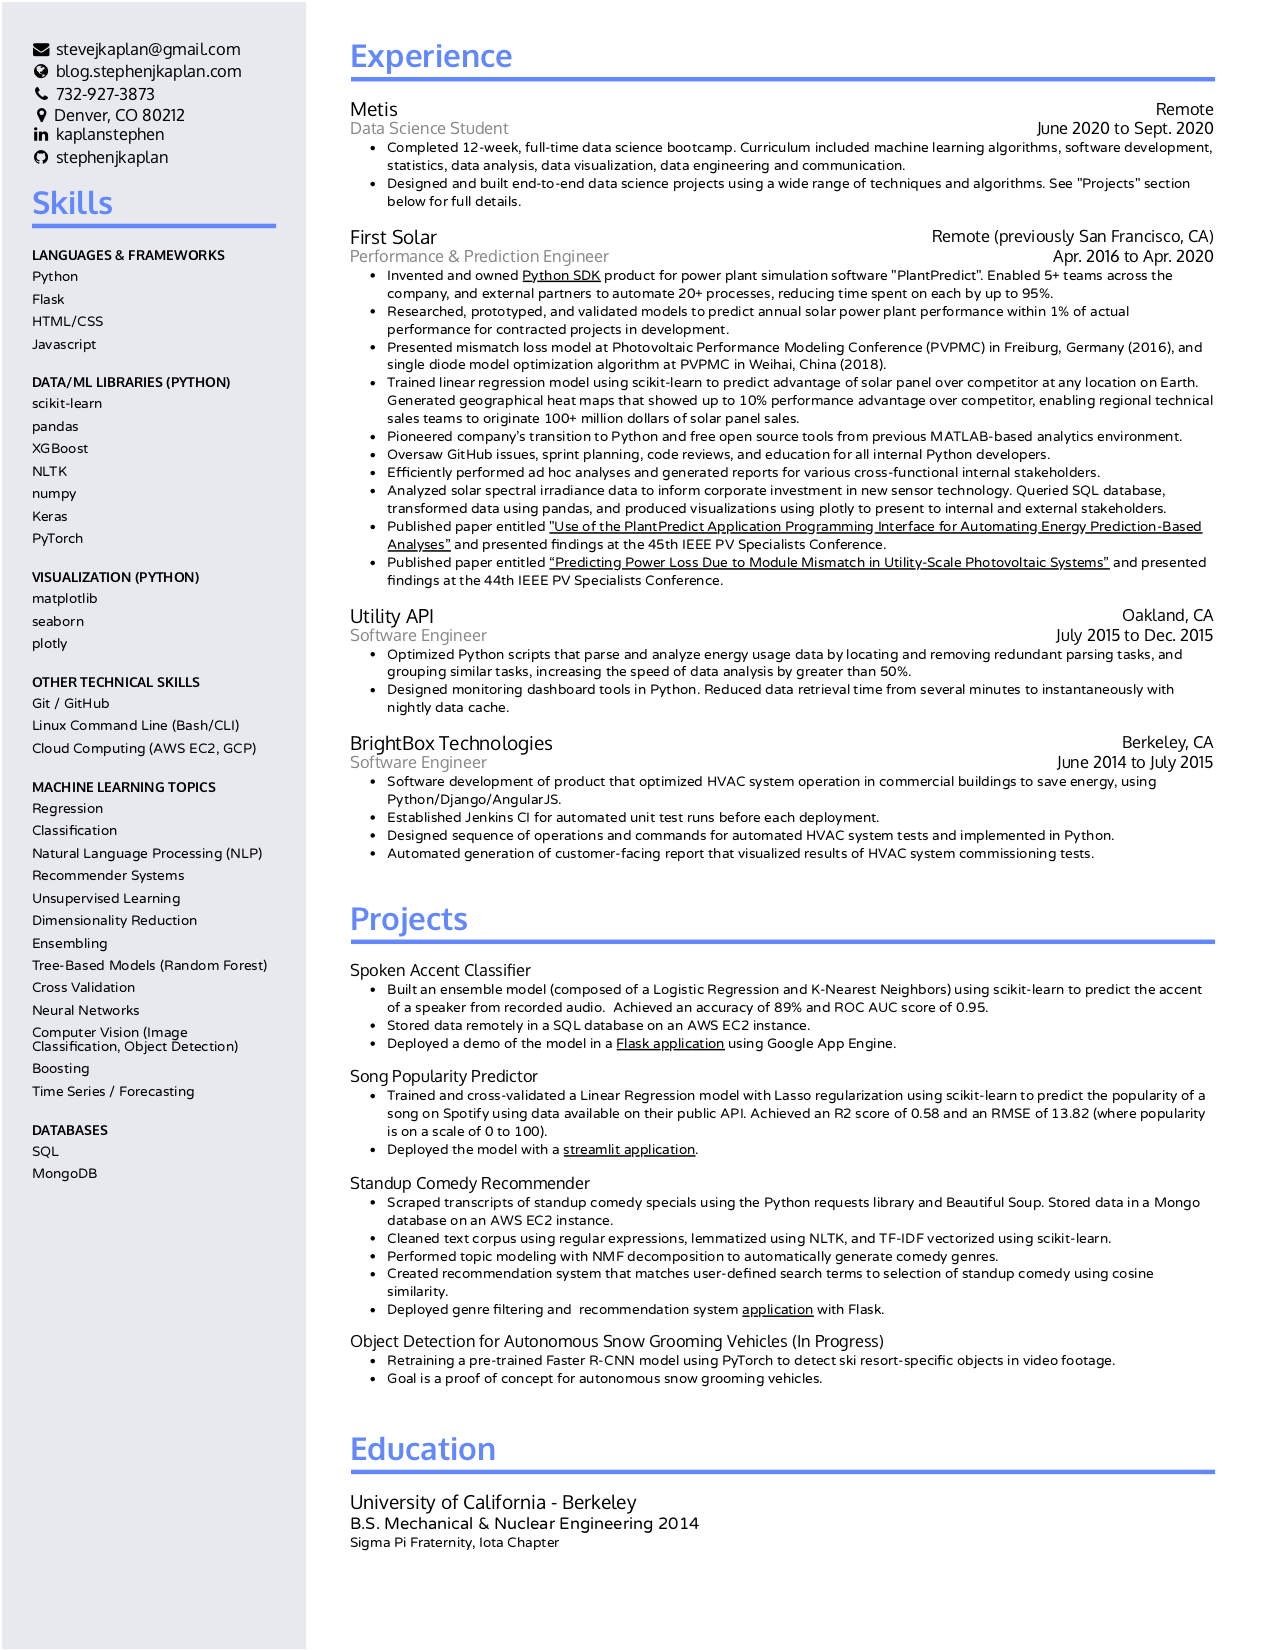 stevejkaplan@gmail.com
blog.stephenjkaplan.com
732-927-3873
Denver, CO 80212
kaplanstephen
stephenjkaplan
Skills
LANGUAGES & FRAMEWORKS
Python
Flask
HTML/CSS
Javascript
DATA/ML LIBRARIES (PYTHON)
scikit-learn
pandas
XGBoost
NLTK
numpy
Keras
PyTorch
VISUALIZATION (PYTHON)
matplotlib
seaborn
plotly
OTHER TECHNICAL SKILLS
Git / GitHub
Linux Command Line (Bash/CLI)
Cloud Computing (AWS EC2, GCP)
MACHINE LEARNING TOPICS
Regression
Classification
Natural Language Processing (NLP)
Recommender Systems
Unsupervised Learning
Dimensionality Reduction
Ensembling
Tree-Based Models (Random Forest)
Cross Validation
Neural Networks
Computer Vision (Image
Classification, Object Detection)
Boosting
Time Series / Forecasting
DATABASES
SQL
MongoDB
Experience
Metis Remote
Data Science Student June 2020 to Sept. 2020
• Completed 12-week, full-time data science bootcamp. Curriculum included machine learning algorithms, software development,
statistics, data analysis, data visualization, data engineering and communication.
• Designed and built end-to-end data science projects using a wide range of techniques and algorithms. See "Projects" section
below for full details.
First Solar Remote (previously San Francisco, CA)
Performance & Prediction Engineer Apr. 2016 to Apr. 2020
• Invented and owned Python SDK product for power plant simulation software "PlantPredict". Enabled 5+ teams across the
company, and external partners to automate 20+ processes, reducing time spent on each by up to 95%.
• Researched, prototyped, and validated models to predict annual solar power plant performance within 1% of actual
performance for contracted projects in development.
• Presented mismatch loss model at Photovoltaic Performance Modeling Conference (PVPMC) in Freiburg, Germany (2016), and
single diode model optimization algorithm at PVPMC in Weihai, China (2018).
• Trained linear regression model using scikit-learn to predict advantage of solar panel over competitor at any location on Earth.
Generated geographical heat maps that showed up to 10% performance advantage over competitor, enabling regional technical
sales teams to originate 100+ million dollars of solar panel sales.
• Pioneered company's transition to Python and free open source tools from previous MATLAB-based analytics environment.
• Oversaw GitHub issues, sprint planning, code reviews, and education for all internal Python developers.
• Efficiently performed ad hoc analyses and generated reports for various cross-functional internal stakeholders.
• Analyzed solar spectral irradiance data to inform corporate investment in new sensor technology. Queried SQL database,
transformed data using pandas, and produced visualizations using plotly to present to internal and external stakeholders.
• Published paper entitled "Use of the PlantPredict Application Programming Interface for Automating Energy Prediction-Based
Analyses” and presented findings at the 45th IEEE PV Specialists Conference.
• Published paper entitled “Predicting Power Loss Due to Module Mismatch in Utility-Scale Photovoltaic Systems” and presented
findings at the 44th IEEE PV Specialists Conference.
Utility API Oakland, CA
Software Engineer July 2015 to Dec. 2015
• Optimized Python scripts that parse and analyze energy usage data by locating and removing redundant parsing tasks, and
grouping similar tasks, increasing the speed of data analysis by greater than 50%.
• Designed monitoring dashboard tools in Python. Reduced data retrieval time from several minutes to instantaneously with
nightly data cache.
BrightBox Technologies Berkeley, CA
Software Engineer June 2014 to July 2015
• Software development of product that optimized HVAC system operation in commercial buildings to save energy, using
Python/Django/AngularJS.
• Established Jenkins CI for automated unit test runs before each deployment.
• Designed sequence of operations and commands for automated HVAC system tests and implemented in Python.
• Automated generation of customer-facing report that visualized results of HVAC system commissioning tests.
Projects
Spoken Accent Classifier
• Built an ensemble model (composed of a Logistic Regression and K-Nearest Neighbors) using scikit-learn to predict the accent
of a speaker from recorded audio. Achieved an accuracy of 89% and ROC AUC score of 0.95.
• Stored data remotely in a SQL database on an AWS EC2 instance.
• Deployed a demo of the model in a Flask application using Google App Engine.
Song Popularity Predictor
• Trained and cross-validated a Linear Regression model with Lasso regularization using scikit-learn to predict the popularity of a
song on Spotify using data available on their public API. Achieved an R2 score of 0.58 and an RMSE of 13.82 (where popularity
is on a scale of 0 to 100).
• Deployed the model with a streamlit application.
Standup Comedy Recommender
• Scraped transcripts of standup comedy specials using the Python requests library and Beautiful Soup. Stored data in a Mongo
database on an AWS EC2 instance.
• Cleaned text corpus using regular expressions, lemmatized using NLTK, and TF-IDF vectorized using scikit-learn.
• Performed topic modeling with NMF decomposition to automatically generate comedy genres.
• Created recommendation system that matches user-defined search terms to selection of standup comedy using cosine
similarity.
• Deployed genre filtering and recommendation system application with Flask.
Object Detection for Autonomous Snow Grooming Vehicles (In Progress)
• Retraining a pre-trained Faster R-CNN model using PyTorch to detect ski resort-specific objects in video footage.
• Goal is a proof of concept for autonomous snow grooming vehicles.
Education
University of California - Berkeley
B.S. Mechanical & Nuclear Engineering 2014
Sigma Pi Fraternity, Iota Chapter